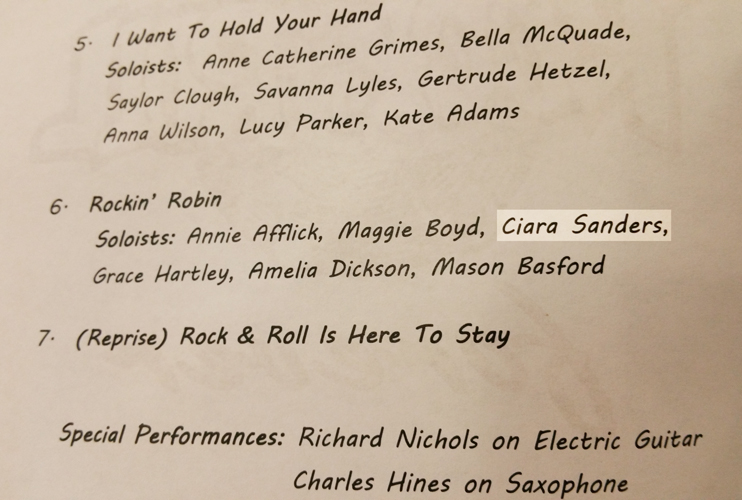 5. I Want To Hold Your Hand
Soloists: Anne Catherine Grimes, Bella McQuade,
Saylor Clough, Savanna Lyles, Gertrude Hetzel,
Anna Wilson, Lucy Parker, Kate Adams
6. Rockin' Robin
Soloists: Annie Afflick, Maggie Boyd, Ciara Sanders,
Grace Hartley, Amelia Dickson, Mason Basford
7. (Reprise) Rock & Roll Is Here To Stay
Special Performances: Richard Nichols on Electric Guitar
Charles Hines on Saxophone